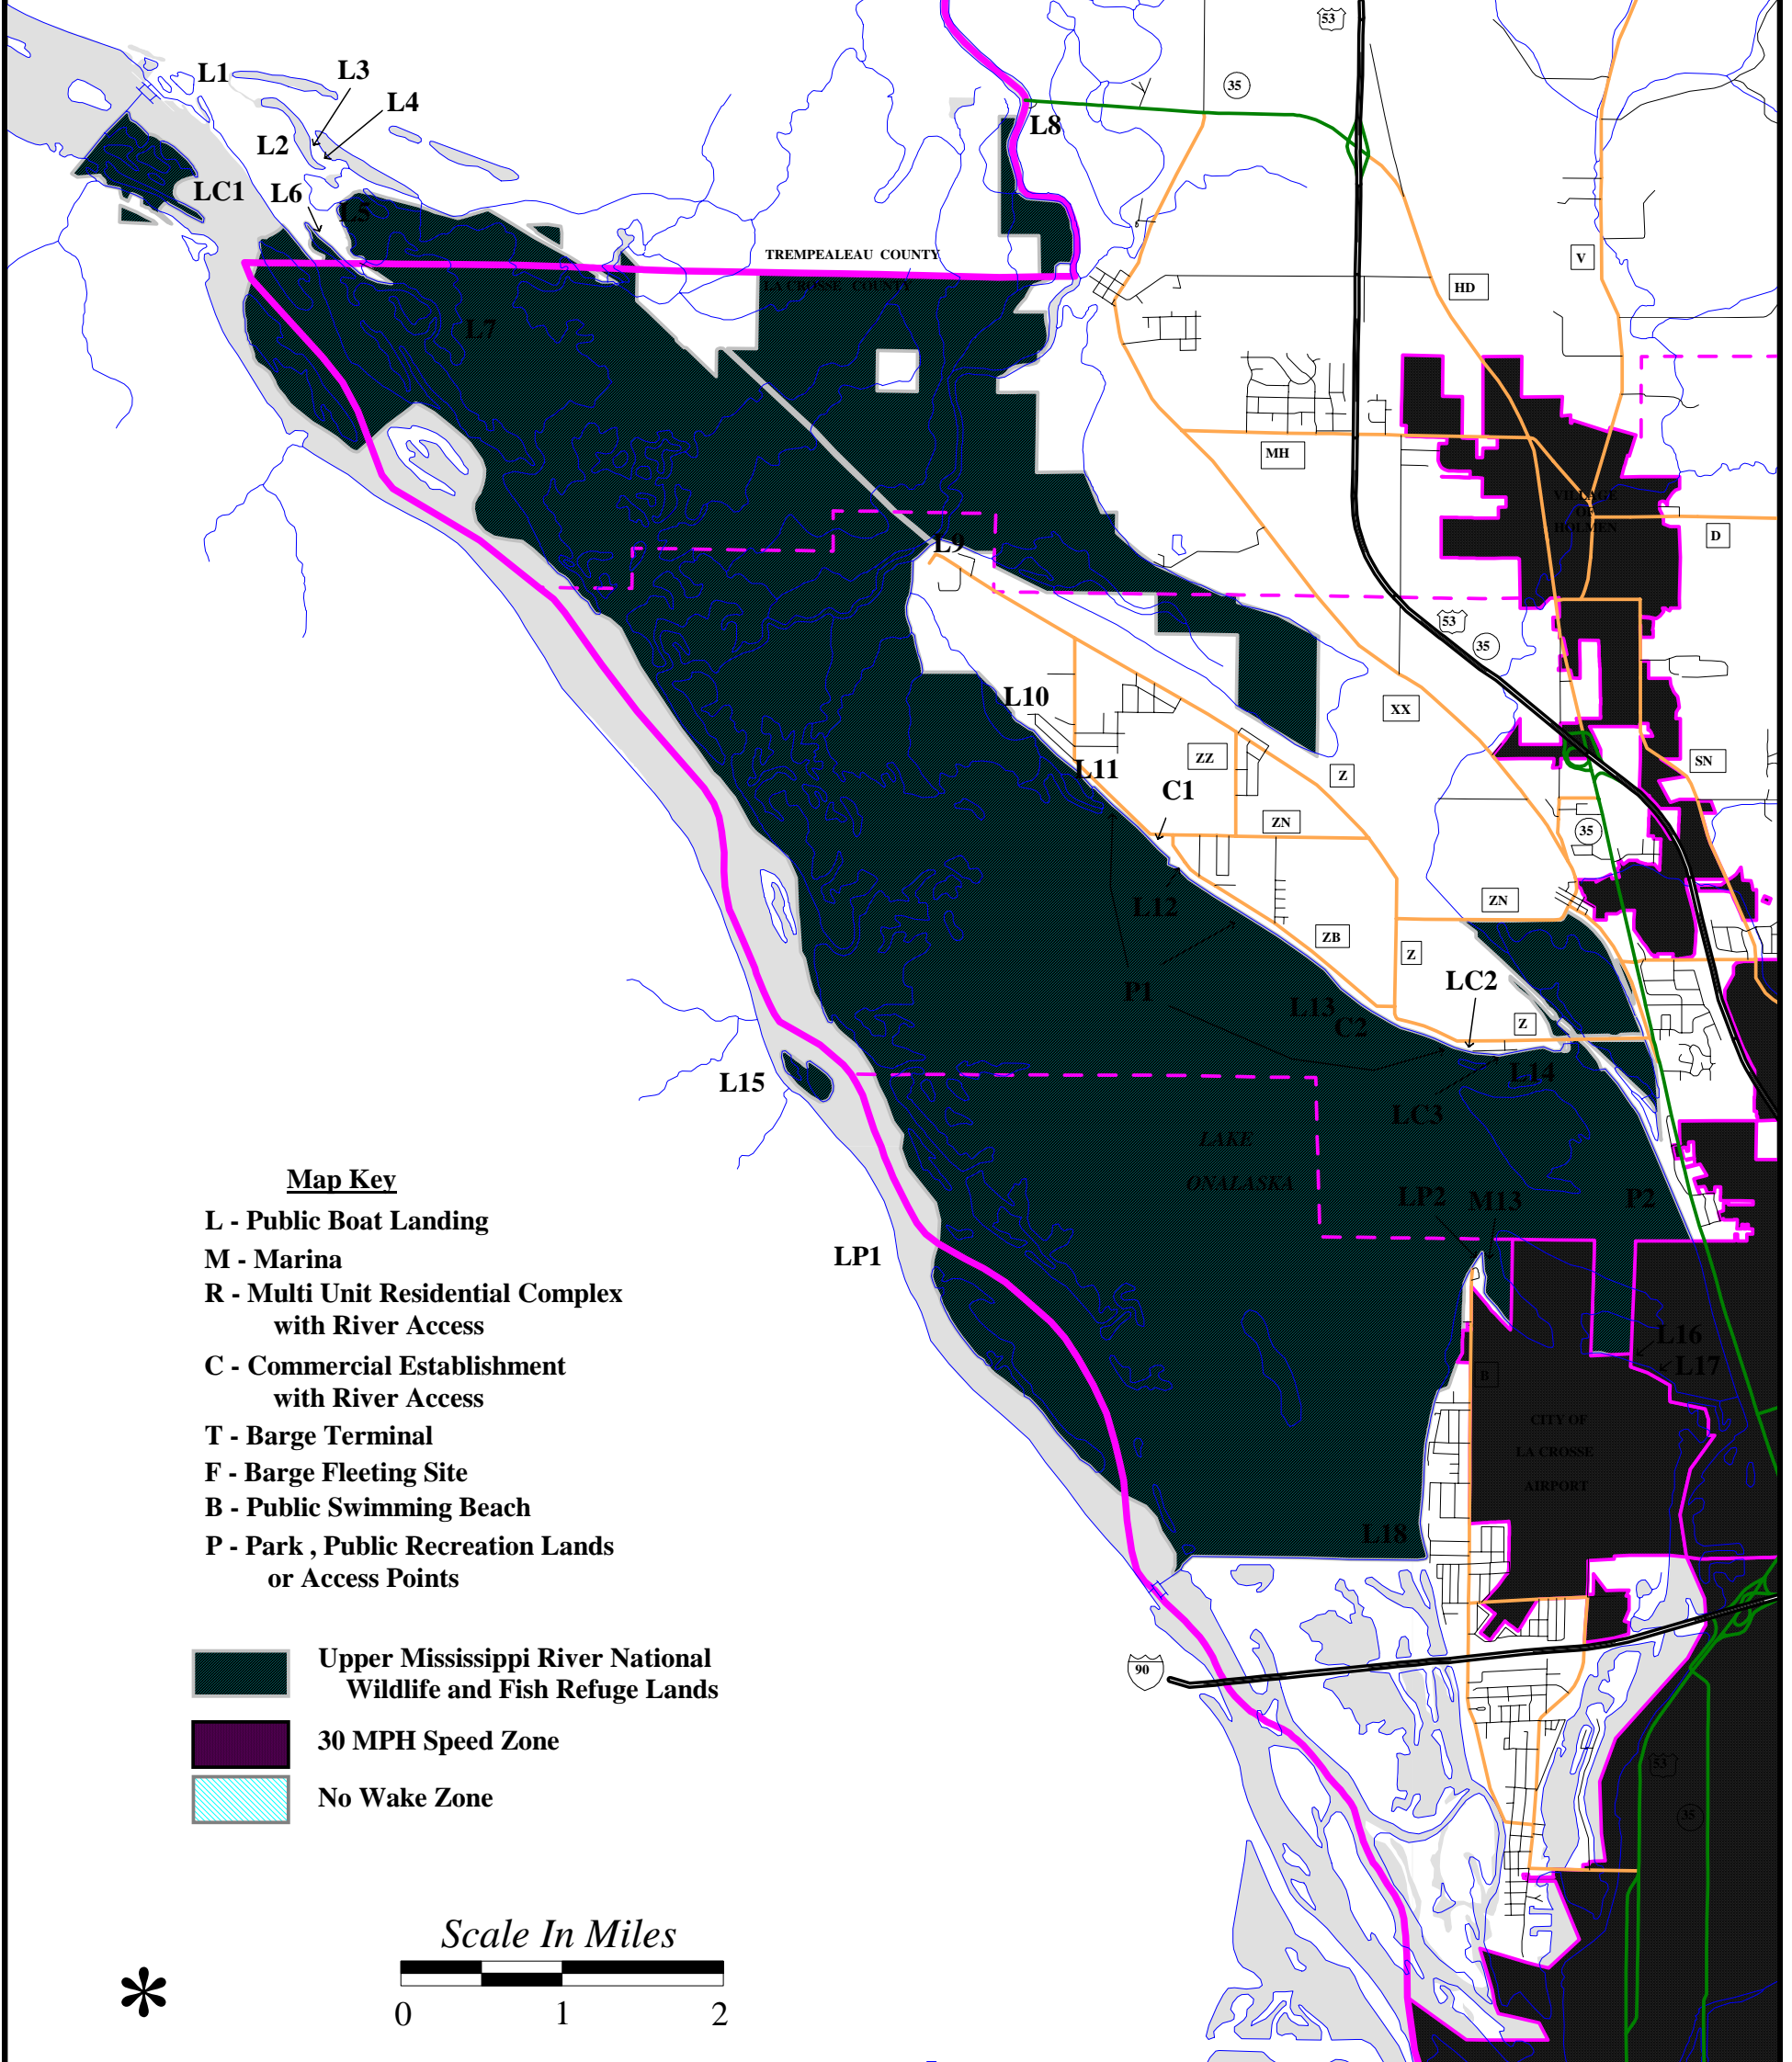 53
L1
L3
35
L4
L8
L2
LC1
L6
L5
TREMPEALEAU COUNTY
V
LA CROSSE COUNTY
HD
L7
MH
VILLAGE
OF
HOLMEN
D
L9
53
35
L10
XX
ZZ
Z
SN
L11
C1
ZN
35
L12
ZN
ZB
Z
P1
LC2
L13
C2
Z
L14
L15
LC3
LAKE
ONALASKA
LP2
M13
P2
LP1
L16
L17
B
CITY OF
LA CROSSE
AIRPORT
L18
90
53
35
Map Key
L - Public Boat Landing
M - Marina
R - Multi Unit Residential Complex
with River Access
C - Commercial Establishment
with River Access
T - Barge Terminal
F - Barge Fleeting Site
B - Public Swimming Beach
P - Park , Public Recreation Lands
or Access Points
Upper Mississippi River National
Wildlife and Fish Refuge Lands
30 MPH Speed Zone
No Wake Zone
Scale In Miles
*
0 1 2